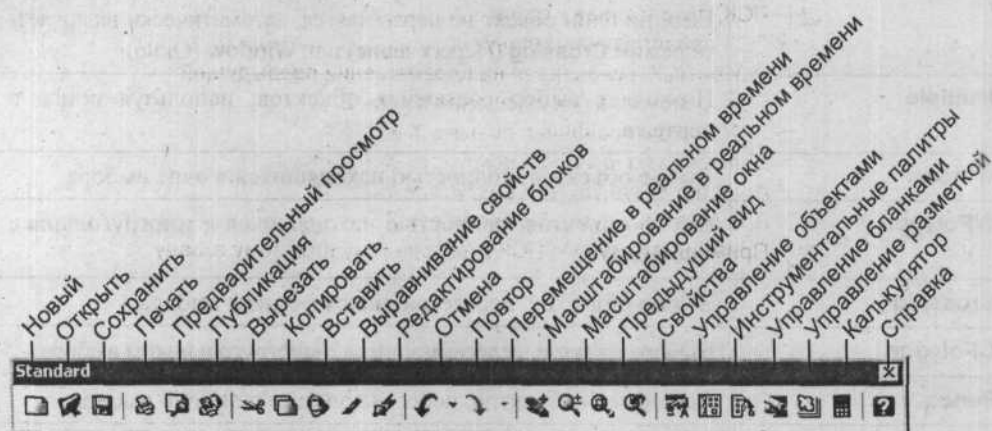 Новый
Открыть
Сохранить
Печать
Предварительный просмотр
Публикация
Вырезать
Копировать
Вставить
Выравнивание свойств
Редактирование блоков
Отмена
Повтор
Перемещение в реальном времени
Масштабирование в реальном времени
Масштабирование окна
Предыдущий вид
Свойства
Управление объектами
Инструментальные палитры
Управление бланками
Управление разметкой
Калькулятор
Справка
Standard